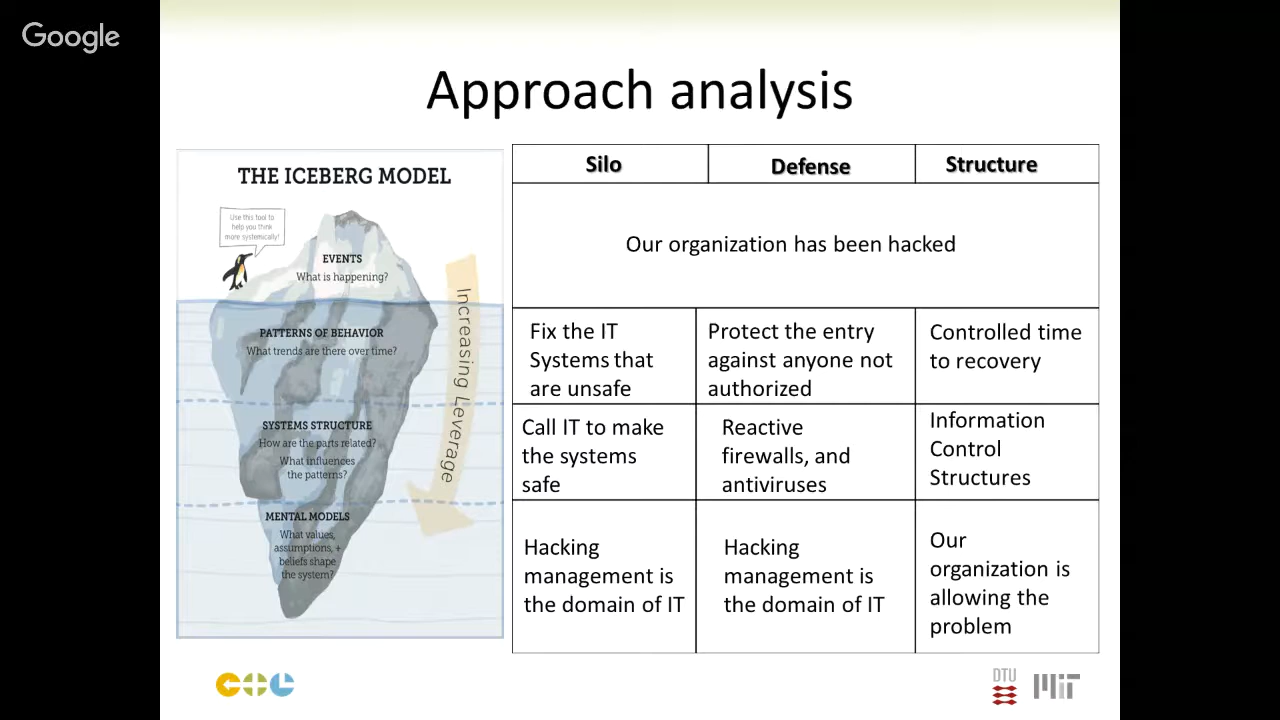 Google
Approach analysis
THE ICEBERG MODEL
Use this tool to
help you think
more systemically!
EVENTS
What is happening?
PATTERNS OF BEHAVIOR
What trends are there over time?
SYSTEMS STRUCTURE
How are the parts related?
What influences
the patterns?
MENTAL MODELS
What values,
assumptions, +
beliefs shape
the system?
Increasing Leverage
Silo
Defense
Structure
Our organization has been hacked
Fix the IT
Systems that
are unsafe
Protect the entry
against anyone not
authorized
Controlled time
to recovery
Call IT to make
the systems
safe
Reactive
firewalls, and
antiviruses
Information
Control
Structures
Hacking
management is
the domain of IT
Hacking
management is
the domain of IT
Our
organization is
allowing the
problem
DTU
MIT